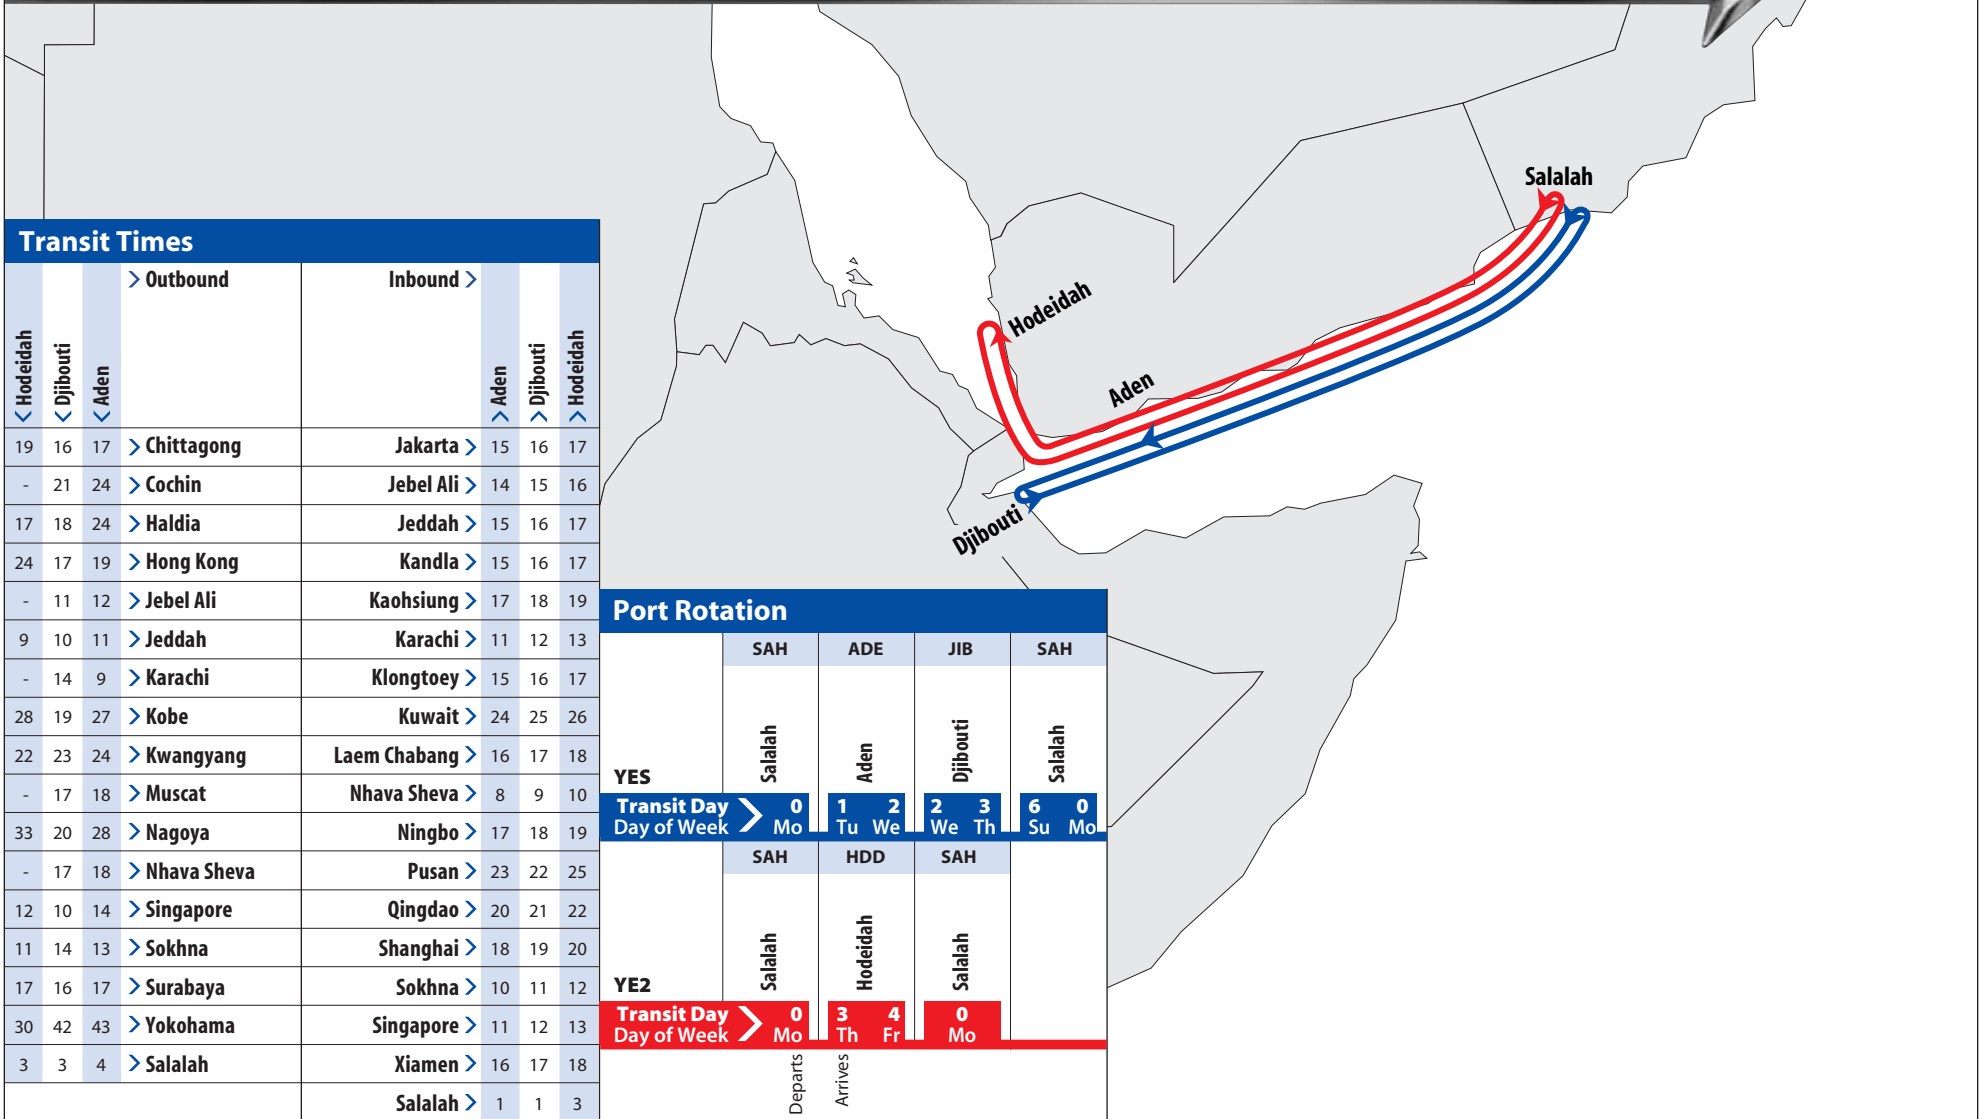 Salalah
Hodeidah
Aden
Djibouti
Transit Times
Hodeidah Djibouti Aden > Outbound Inbound > Aden Djibouti Hodeidah
19 16 17 > Chittagong Jakarta > 15 16 17
- 21 24 > Cochin Jebel Ali > 14 15 16
17 18 24 > Haldia Jeddah > 15 16 17
24 17 19 > Hong Kong Kandla > 15 16 17
- 11 12 > Jebel Ali Kaohsiung > 17 18 19
9 10 11 > Jeddah Karachi > 11 12 13
- 14 9 > Karachi Klongtoey > 15 16 17
28 19 27 > Kobe Kuwait > 24 25 26
22 23 24 > Kwangyang Laem Chabang > 16 17 18
- 17 18 > Muscat Nhava Sheva > 8 9 10
33 20 28 > Nagoya Ningbo > 17 18 19
- 17 18 > Nhava Sheva Pusan > 23 22 25
12 10 14 > Singapore Qingdao > 20 21 22
11 14 13 > Sokhna Shanghai > 18 19 20
17 16 17 > Surabaya Sokhna > 10 11 12
30 42 43 > Yokohama Singapore > 11 12 13
3 3 4 > Salalah Xiamen > 16 17 18
Salalah > 1 1 3
Port Rotation
SAH ADE JIB SAH
YES Salalah Aden Djibouti Salalah
Transit Day 0 1 2 2 3 6 0
Day of Week Mo Tu We We Th Su Mo
SAH HDD SAH
YE2 Salalah Hodeidah Salalah
Transit Day 0 3 4 0
Day of Week Mo Th Fr Mo
Departs Arrives